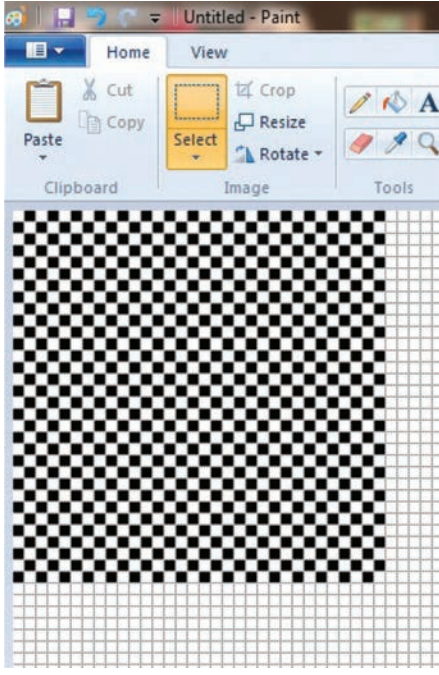 Untitled - Paint
Home View
Cut
Copy
Paste
Clipboard
Select
Crop
Resize
Rotate
Image
A
Tools